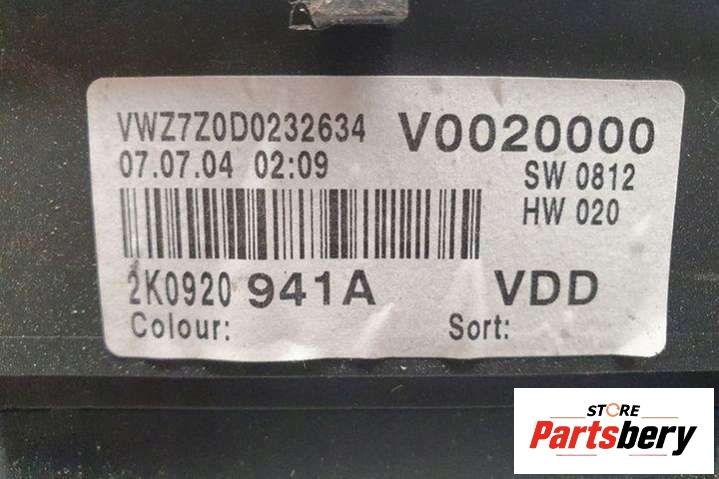 VWZ7Z0D0232634 V0020000
07.07.04 02:09 SW 0812
HW 020
2K0920 941A VDD
Colour: Sort:
STORE
Partsbery